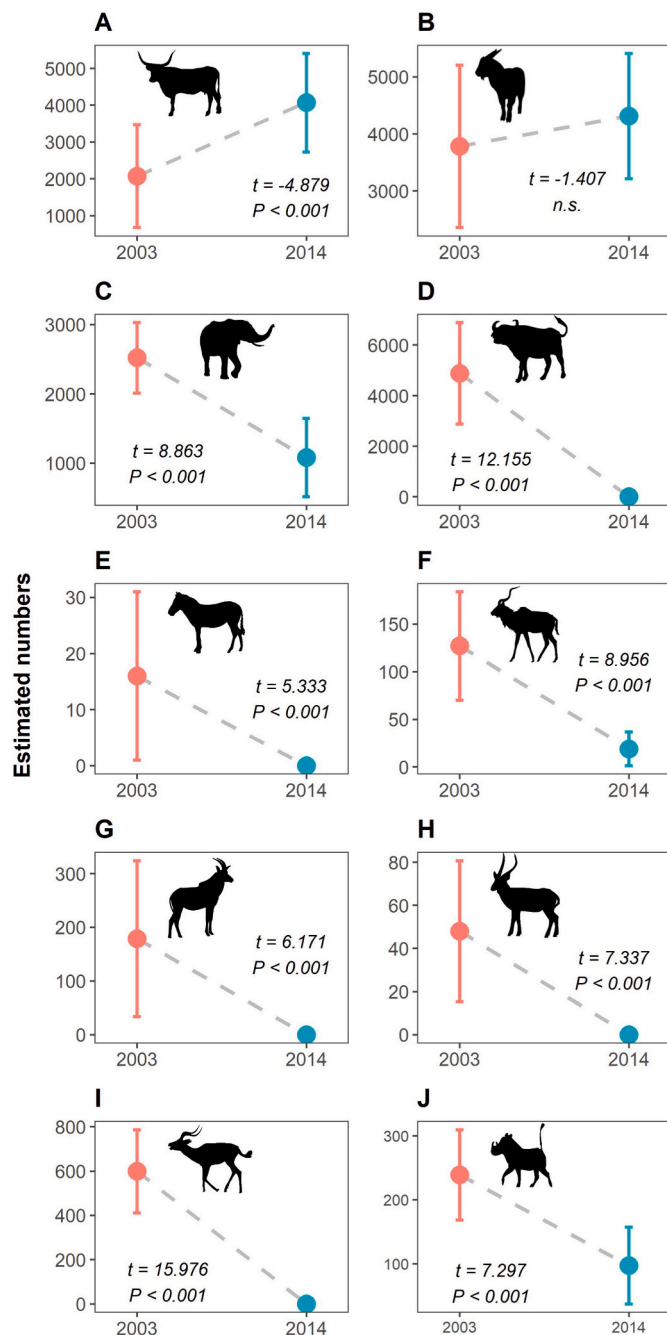 A
5000
4000
3000
2000
1000
t = -4.879
P < 0.001
2003
2014
B
5000
4000
3000
t = -1.407
n.s.
2003
2014
C
3000
2000
1000
t = 8.863
P < 0.001
2003
2014
D
6000
4000
2000
0
t = 12.155
P < 0.001
2003
2014
Estimated numbers
E
30
20
10
0
t = 5.333
P < 0.001
2003
2014
F
150
100
50
0
t = 8.956
P < 0.001
2003
2014
G
300
200
100
0
t = 6.171
P < 0.001
2003
2014
H
80
60
40
20
0
t = 7.337
P < 0.001
2003
2014
I
800
600
400
200
0
t = 15.976
P < 0.001
2003
2014
J
300
200
100
t = 7.297
P < 0.001
2003
2014